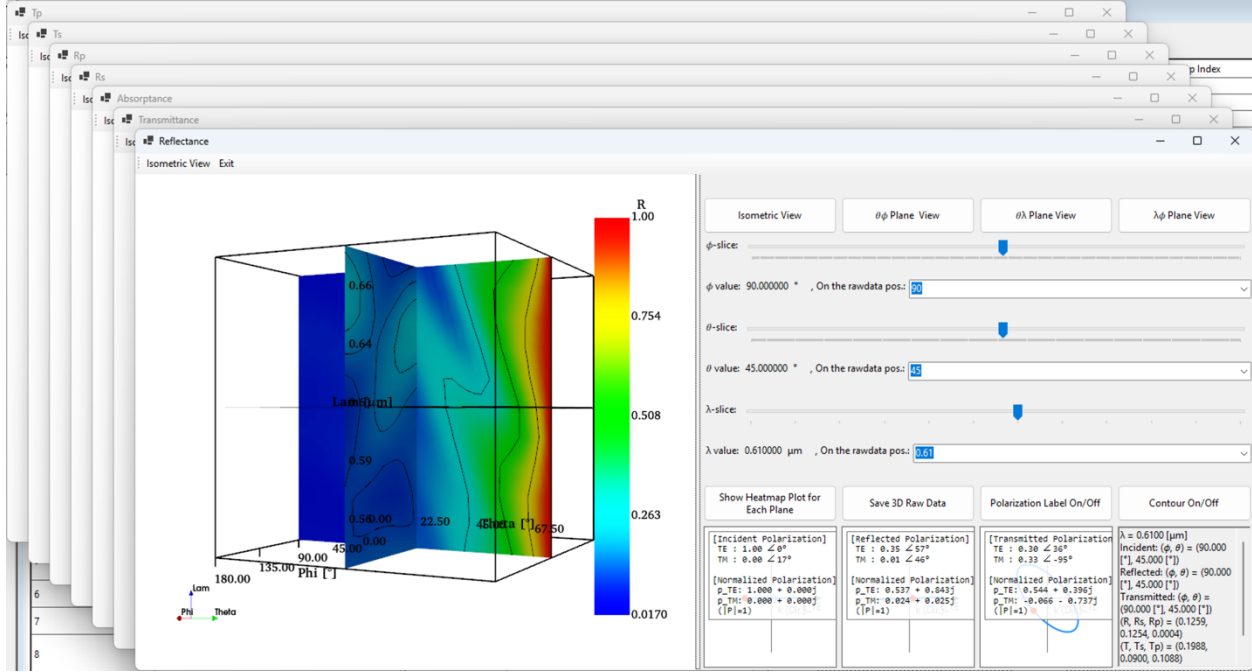 Tp
Isc
Ts
Isc
Rp
p Index
Isc
Rs
Isc
Absorptance
Isc
Transmittance
Isc
Reflectance
Isometric View Exit
R
1.00
0.754
0.508
0.263
0.0170
0.66
0.64
0.59
0.56
0.00
0.00
22.50
67.50
45.00
90.00
135.00
180.00
Phi [°]
Theta [°]
Lam
Phi
Theta
6
7
8
Isometric View
θϕ Plane View
θλ Plane View
λϕ Plane View
ϕ-slice:
ϕ value: 90.000000 ° , On the rawdata pos.: 90
θ-slice:
θ value: 45.000000 ° , On the rawdata pos.: 45
λ-slice:
λ value: 0.610000 μm , On the rawdata pos.: 0.61
Show Heatmap Plot for
Each Plane
Save 3D Raw Data
Polarization Label On/Off
Contour On/Off
[Incident Polarization]
TE : 1.00 ∠0°
TM : 0.00 ∠17°
[Normalized Polarization]
p_TE: 1.000 + 0.000j
p_TM: 0.000 + 0.000j
(|P|=1)
[Reflected Polarization]
TE : 0.35 ∠57°
TM : 0.01 ∠46°
[Normalized Polarization]
p_TE: 0.537 + 0.843j
p_TM: 0.024 + 0.025j
(|P|=1)
[Transmitted Polarization]
TE : 0.30 ∠36°
TM : 0.33 ∠-95°
[Normalized Polarization]
p_TE: 0.544 + 0.396j
p_TM: -0.066 - 0.737j
(|P|=1)
λ = 0.6100 [μm]
Incident: (ϕ, θ) = (90.000
[°], 45.000 [°])
Reflected: (ϕ, θ) = (90.000
[°], 45.000 [°])
Transmitted: (ϕ, θ) =
(90.000 [°], 45.000 [°])
(R, Rs, Rp) = (0.1259,
0.1254, 0.0004)
(T, Ts, Tp) = (0.1988,
0.0900, 0.1088)